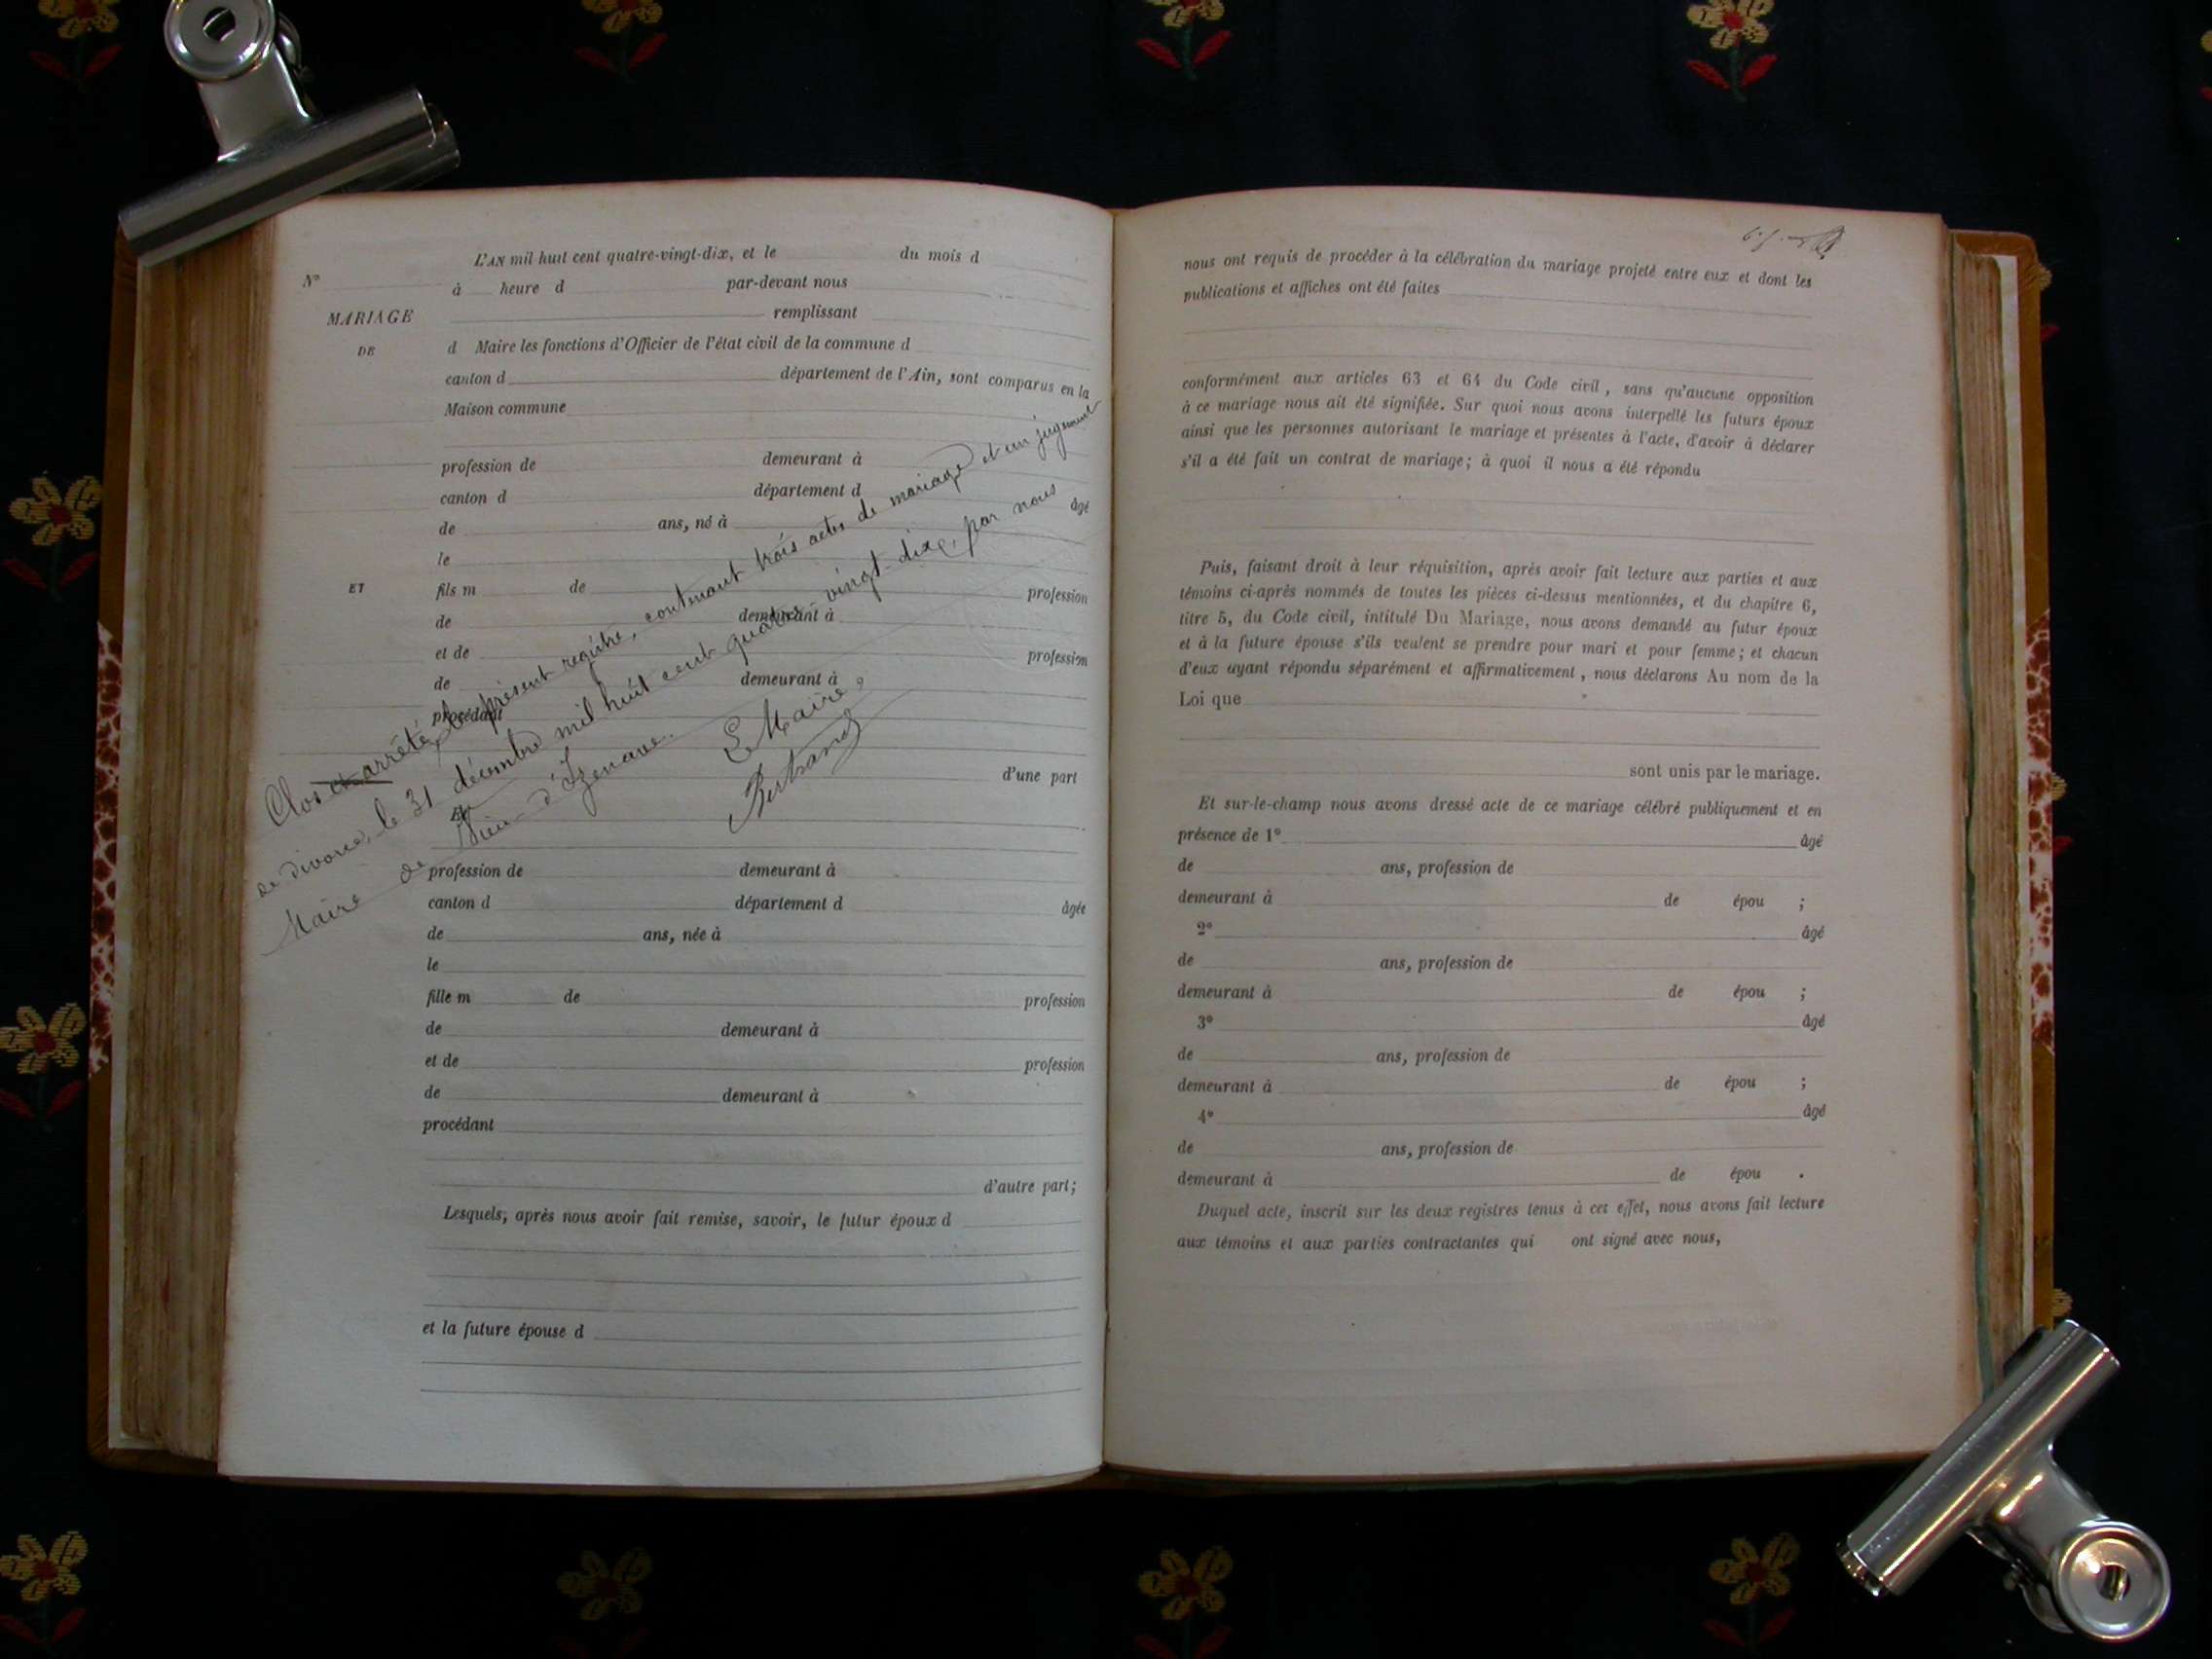 L'AN mil huit cent quatre-vingt-dix, et le du mois d
N°
à heure d par-devant nous
MARIAGE
remplissant
DE
d Maire les fonctions d'Officier de l'état civil de la commune d
canton d département de l'Ain, sont comparus en la
Maison commune
profession de demeurant à
canton d département d
âgé
de ans, né à
le
ET
fils m de profession
de demeurant à
et de profession
de demeurant à
procédant
d'une part
Et
Clos et arrêté, le présent registre, contenant trois actes de mariage et un jugement
de divorce, le 31 décembre mil huit cent quatre-vingt-dix, par nous
Maire de Vieu-d'Izenave.
Le Maire,
Bertrand
profession de demeurant à
canton d département d âgée
de ans, née à
le
fille m de profession
de demeurant à
et de profession
de demeurant à
procédant
d'autre part;
Lesquels, après nous avoir fait remise, savoir, le futur époux d
et la future épouse d
nous ont requis de procéder à la célébration du mariage projeté entre eux et dont les
publications et affiches ont été faites
conformément aux articles 63 et 64 du Code civil, sans qu'aucune opposition
à ce mariage nous ait été signifiée. Sur quoi nous avons interpellé les futurs époux
ainsi que les personnes autorisant le mariage et présentes à l'acte, d'avoir à déclarer
s'il a été fait un contrat de mariage; à quoi il nous a été répondu
Puis, faisant droit à leur réquisition, après avoir fait lecture aux parties et aux
témoins ci-après nommés de toutes les pièces ci-dessus mentionnées, et du chapitre 6,
titre 5, du Code civil, intitulé Du Mariage, nous avons demandé au futur époux
et à la future épouse s'ils veulent se prendre pour mari et pour femme; et chacun
d'eux ayant répondu séparément et affirmativement, nous déclarons Au nom de la
Loi que
sont unis par le mariage.
Et sur-le-champ nous avons dressé acte de ce mariage célébré publiquement et en
présence de 1° âgé
de ans, profession de
demeurant à de épou ;
2° âgé
de ans, profession de
demeurant à de épou ;
3° âgé
de ans, profession de
demeurant à de épou ;
4° âgé
de ans, profession de
demeurant à de épou .
Duquel acte, inscrit sur les deux registres tenus à cet effet, nous avons fait lecture
aux témoins et aux parties contractantes qui ont signé avec nous,